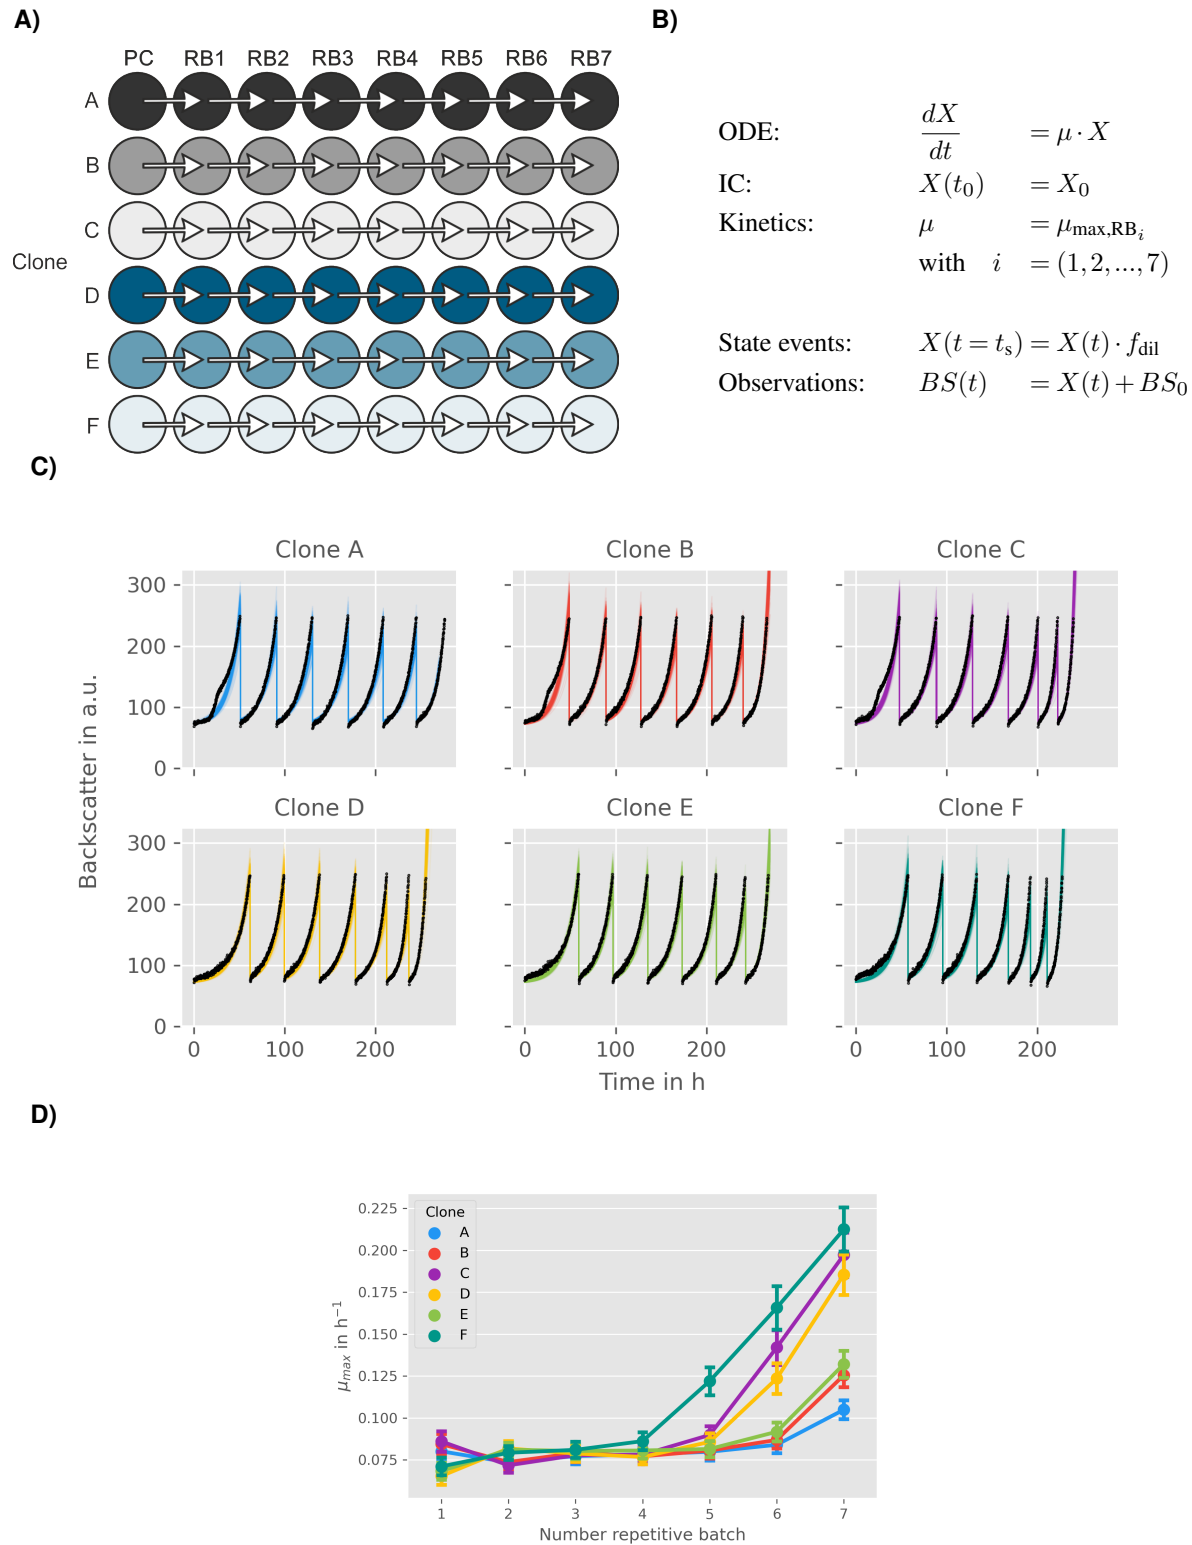 A)
PC RB1 RB2 RB3 RB4 RB5 RB6 RB7
A
B
C
Clone
D
E
F
B)
ODE: dX/dt = μ · X
IC: X(t₀) = X₀
Kinetics: μ = μ_max,RBᵢ
with i = (1, 2, ..., 7)
State events: X(t = t_s) = X(t) · f_dil
Observations: BS(t) = X(t) + BS₀
C)
Clone A Clone B Clone C
300
200
100
0
Clone D Clone E Clone F
300
200
100
0
0 100 200 0 100 200 0 100 200
Backscatter in a.u.
Time in h
D)
Clone
A
B
C
D
E
F
0.225
0.200
0.175
0.150
0.125
0.100
0.075
μ_max in h⁻¹
1 2 3 4 5 6 7
Number repetitive batch